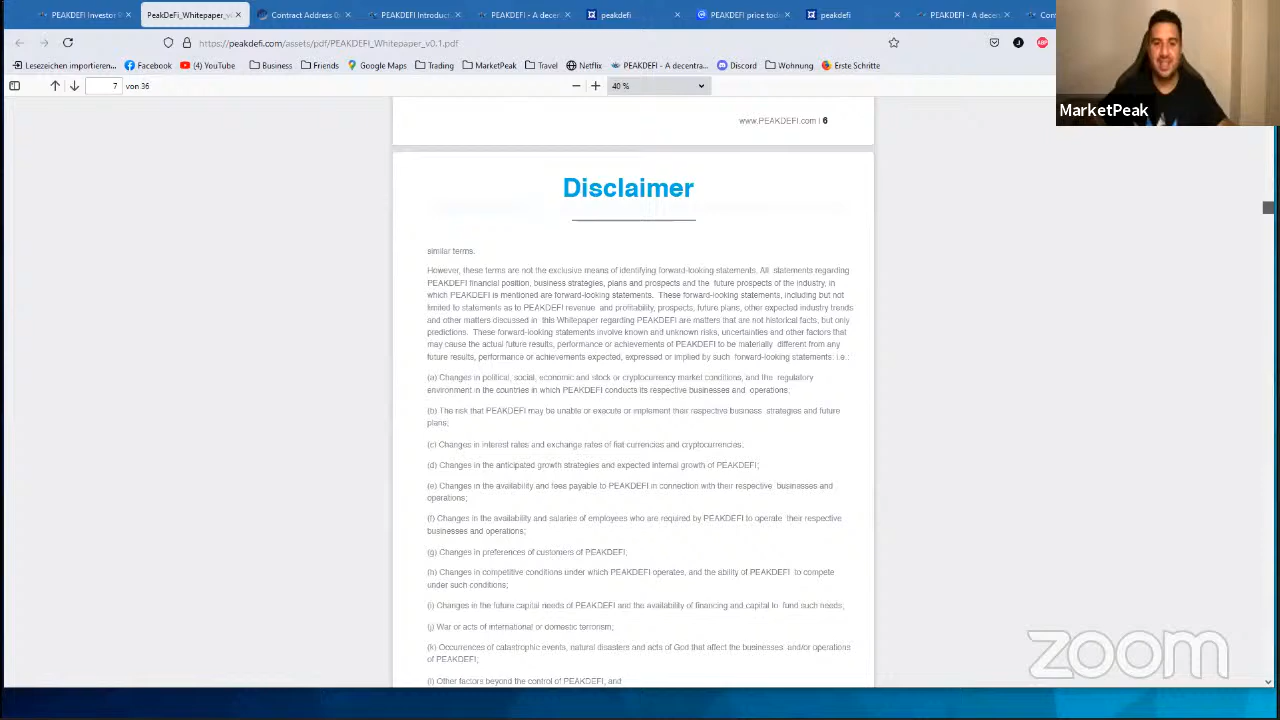 PEAKDEFI Investor
PeakDeFi_Whitepaper_v0
Contract Address 0
PEAKDEFI Introduct
PEAKDEFI - A decen
peakdefi
PEAKDEFI price tod
peakdefi
PEAKDEFI - A decen
Con
https://peakdefi.com/assets/pdf/PEAKDEFI_Whitepaper_v0.1.pdf
Lesezeichen importieren... Facebook (4) YouTube Business Friends Google Maps Trading MarketPeak Travel Netflix PEAKDEFI - A decentra... Discord Wohnung Erste Schritte
7 von 36 40 %
MarketPeak
www.PEAKDEFI.com | 6
Disclaimer
similar terms.
However, these terms are not the exclusive means of identifying forward-looking statements. All statements regarding
PEAKDEFI financial position, business strategies, plans and prospects and the future prospects of the industry, in
which PEAKDEFI is mentioned are forward-looking statements. These forward-looking statements, including but not
limited to statements as to PEAKDEFI revenue and profitability, prospects, future plans, other expected industry trends
and other mattes discussed in this Whitepaper regarding PEAKDEFI are matters that are not historical facts, but only
predictions. These forward-looking statements involve known and unknown risks, uncertainties and other factors that
may cause the actual future results, performance or achievements of PEAKDEFI to be materially different from any
future results, performance or achievements expected, expressed or implied by such forward-looking statements. i.e.:
(a) Changes in political, social, economic and stock or cryptocurrency market conditions, and the regulatory
environment in the countries in which PEAKDEFI conducts its respective businesses and operations;
(b) The risk that PEAKDEFI may be unable or execute or implement their respective business strategies and future
plans;
(c) Changes in interest rates and exchange rates of fiat-currencies and cryptocurrencies;
(d) Changes in the anticipated growth strategies and expected internal growth of PEAKDEFI;
(e) Changes in the availability and fees payable to PEAKDEFI in connection with their respective businesses and
operations;
(f) Changes in the availability and salaries of employees who are required by PEAKDEFI to operate their respective
businesses and operations;
(g) Changes in preferences of customers of PEAKDEFI;
(h) Changes in competitive conditions under which PEAKDEFI operates, and the ability of PEAKDEFI to compete
under such conditions;
(i) Changes in the future capital needs of PEAKDEFI and the availability of financing and capital to fund such needs;
(j) War or acts of international or domestic terrorism;
(k) Occurrences of catastrophic events, natural disasters and acts of God that affect the businesses and/or operations
of PEAKDEFI;
(l) Other factors beyond the control of PEAKDEFI, and
zoom